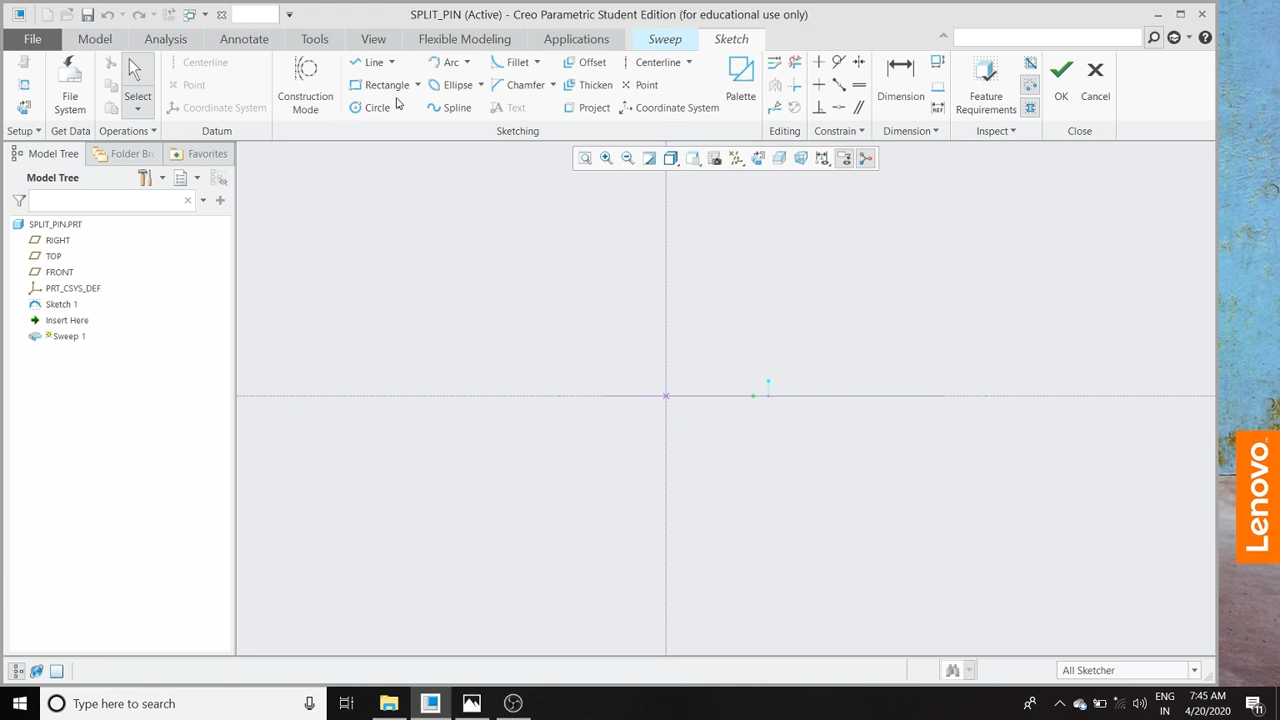 SPLIT_PIN (Active) - Creo Parametric Student Edition (for educational use only)
File Model Analysis Annotate Tools View Flexible Modeling Applications Sweep Sketch
Centerline Line Arc Fillet Offset Centerline
Point Rectangle Ellipse Chamfer Thicken Point
Coordinate System Circle Spline Text Project Coordinate System
File System
Select
Construction Mode
Palette
Dimension
Feature Requirements
OK
Cancel
Setup Get Data Operations Datum Sketching Editing Constrain Dimension Inspect Close
Model Tree Folder Bro Favorites
Model Tree
SPLIT_PIN.PRT
RIGHT
TOP
FRONT
PRT_CSYS_DEF
Sketch 1
Insert Here
Sweep 1
Lenovo
All Sketcher
Type here to search
ENG
IN
7:45 AM
4/20/2020
11